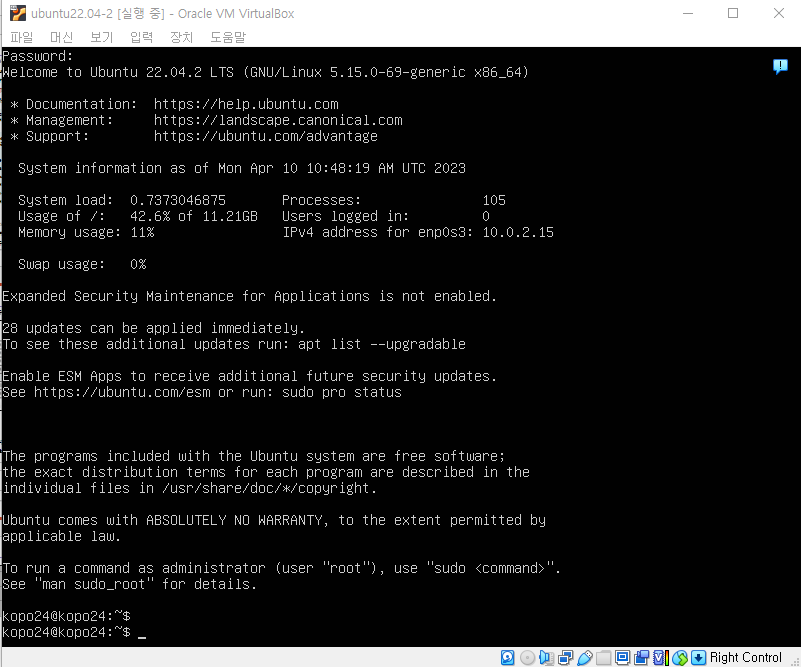 ubuntu22.04-2 [실행 중] - Oracle VM VirtualBox
파일 머신 보기 입력 장치 도움말
Password:
Welcome to Ubuntu 22.04.2 LTS (GNU/Linux 5.15.0-69-generic x86_64)
* Documentation: https://help.ubuntu.com
* Management: https://landscape.canonical.com
* Support: https://ubuntu.com/advantage
System information as of Mon Apr 10 10:48:19 AM UTC 2023
System load: 0.7373046875 Processes: 105
Usage of /: 42.6% of 11.21GB Users logged in: 0
Memory usage: 11% IPv4 address for enp0s3: 10.0.2.15
Swap usage: 0%
Expanded Security Maintenance for Applications is not enabled.
28 updates can be applied immediately.
To see these additional updates run: apt list --upgradable
Enable ESM Apps to receive additional future security updates.
See https://ubuntu.com/esm or run: sudo pro status
The programs included with the Ubuntu system are free software;
the exact distribution terms for each program are described in the
individual files in /usr/share/doc/*/copyright.
Ubuntu comes with ABSOLUTELY NO WARRANTY, to the extent permitted by
applicable law.
To run a command as administrator (user "root"), use "sudo <command>".
See "man sudo_root" for details.
kopo24@kopo24:~$
kopo24@kopo24:~$ _
Right Control